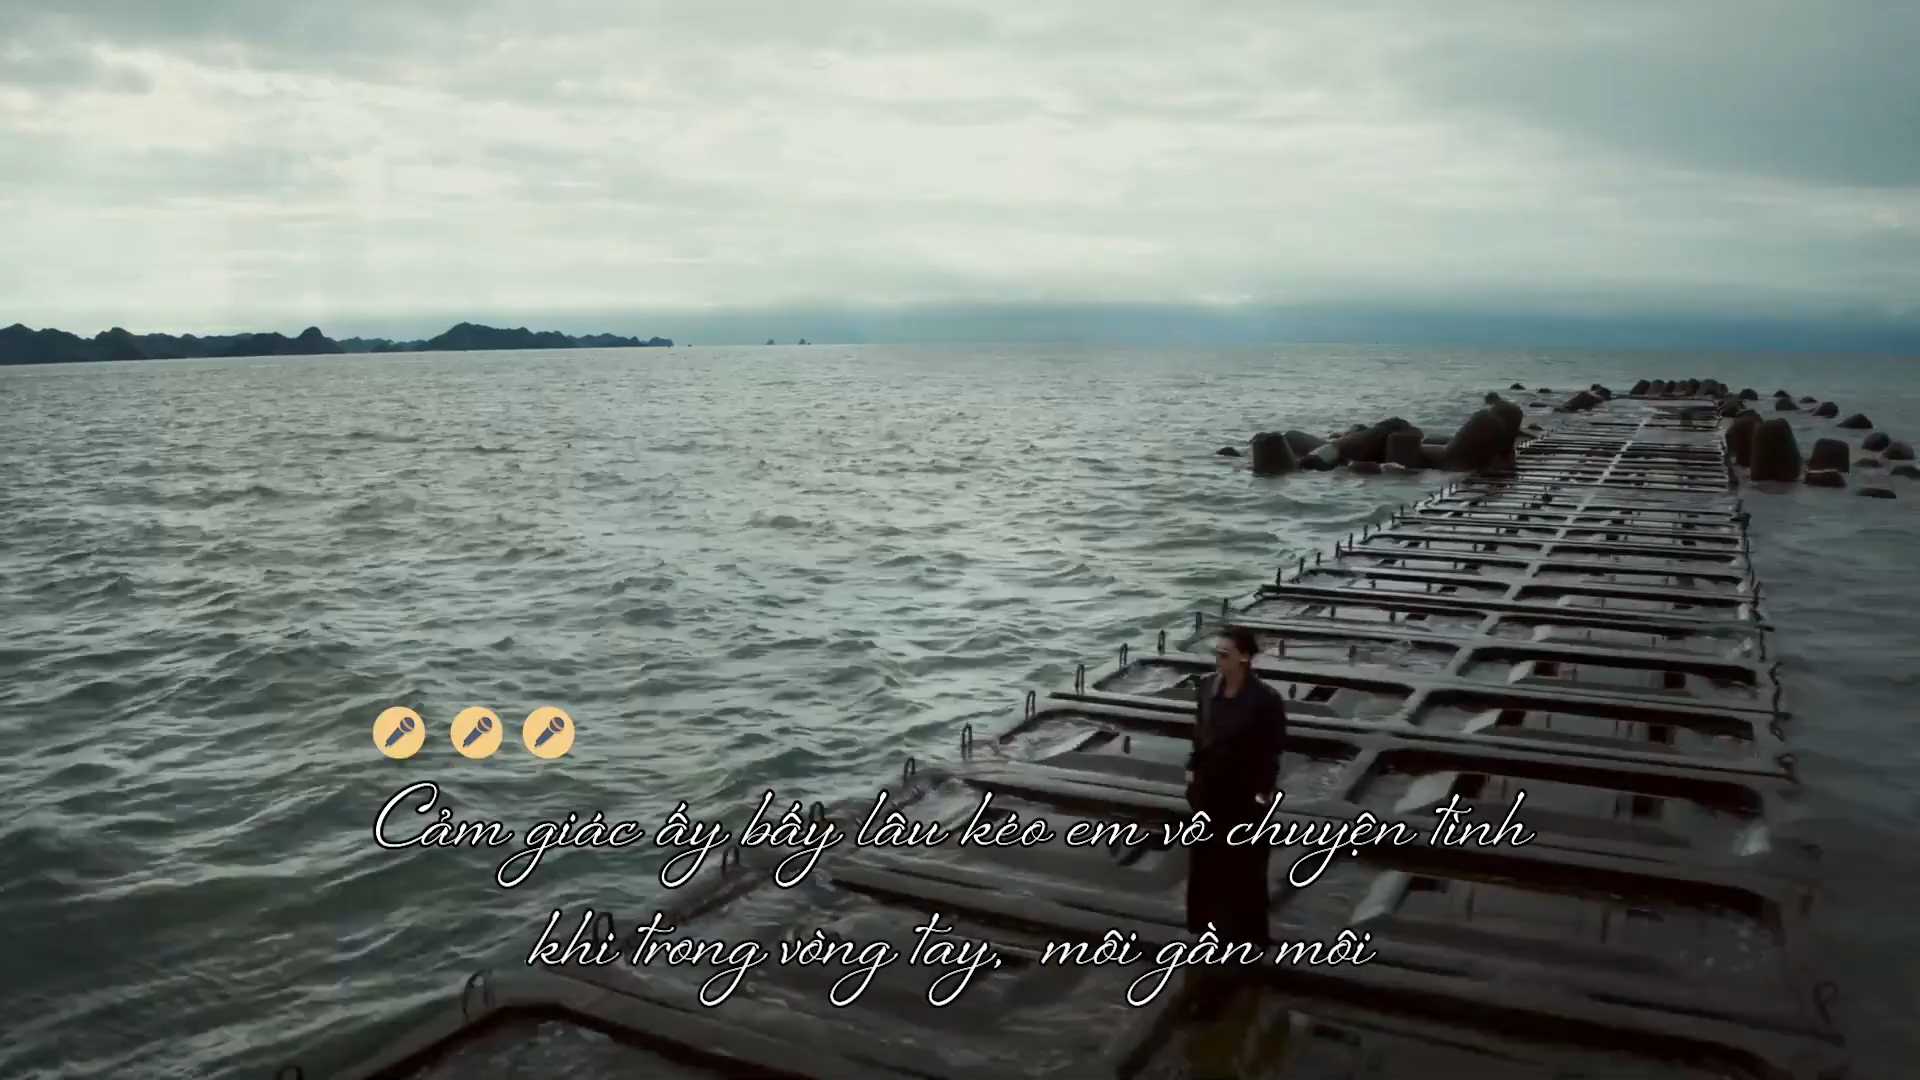 Cảm giác ấy bấy lâu kéo em vô chuyện tình
khi trong vòng tay, môi gần môi